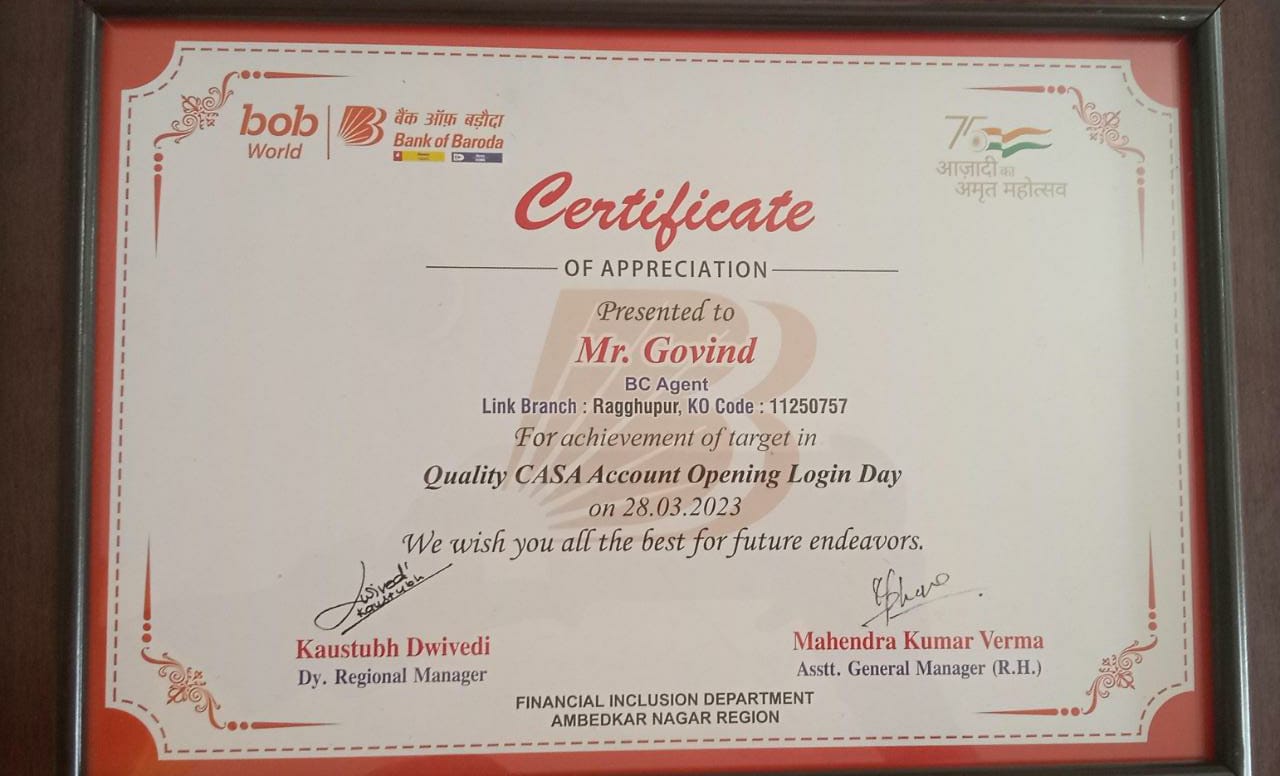 bob
World
बैंक ऑफ़ बड़ौदा
Bank of Baroda
75
आज़ादी का
अमृत महोत्सव
Certificate
OF APPRECIATION
Presented to
Mr. Govind
BC Agent
Link Branch : Ragghupur, KO Code : 11250757
For achievement of target in
Quality CASA Account Opening Login Day
on 28.03.2023
We wish you all the best for future endeavors.
Dwivedi
Kaustubh
Kaustubh Dwivedi
Dy. Regional Manager
Mahendra Kumar Verma
Asstt. General Manager (R.H.)
FINANCIAL INCLUSION DEPARTMENT
AMBEDKAR NAGAR REGION